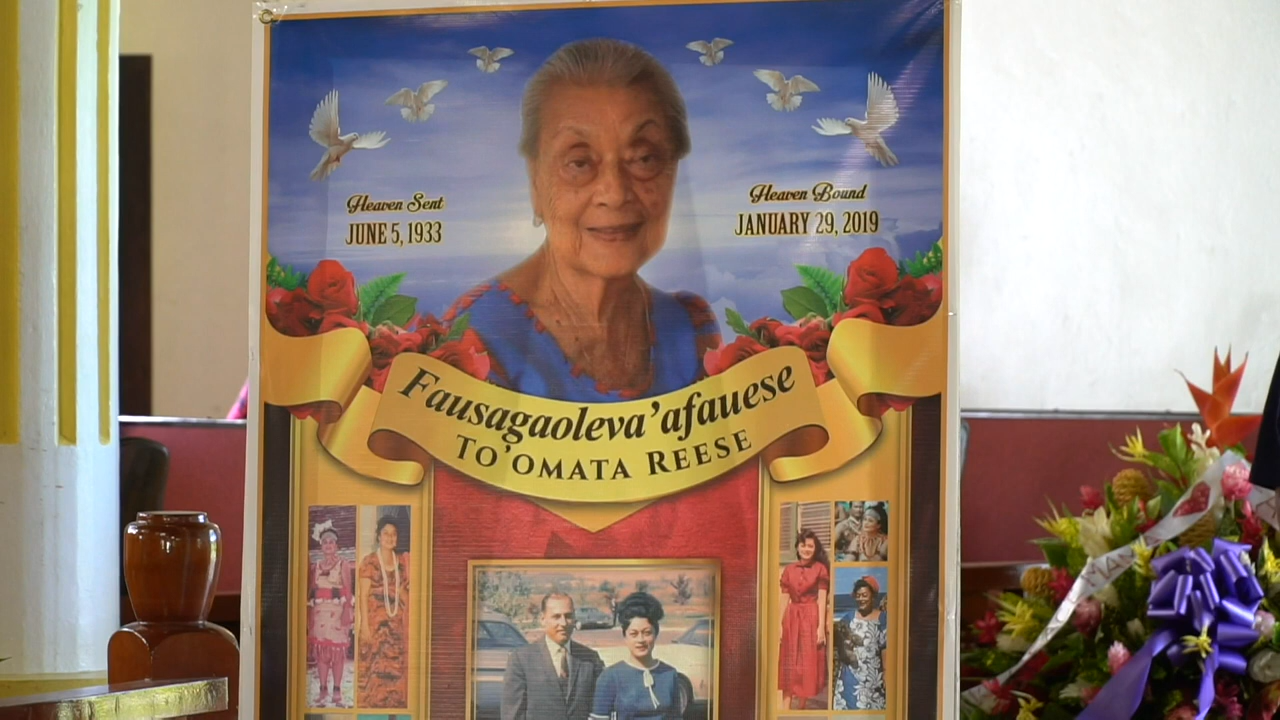 Heaven Sent
JUNE 5, 1933
Heaven Bound
JANUARY 29, 2019
Fausagaoleva'afauese
TO'OMATA REESE